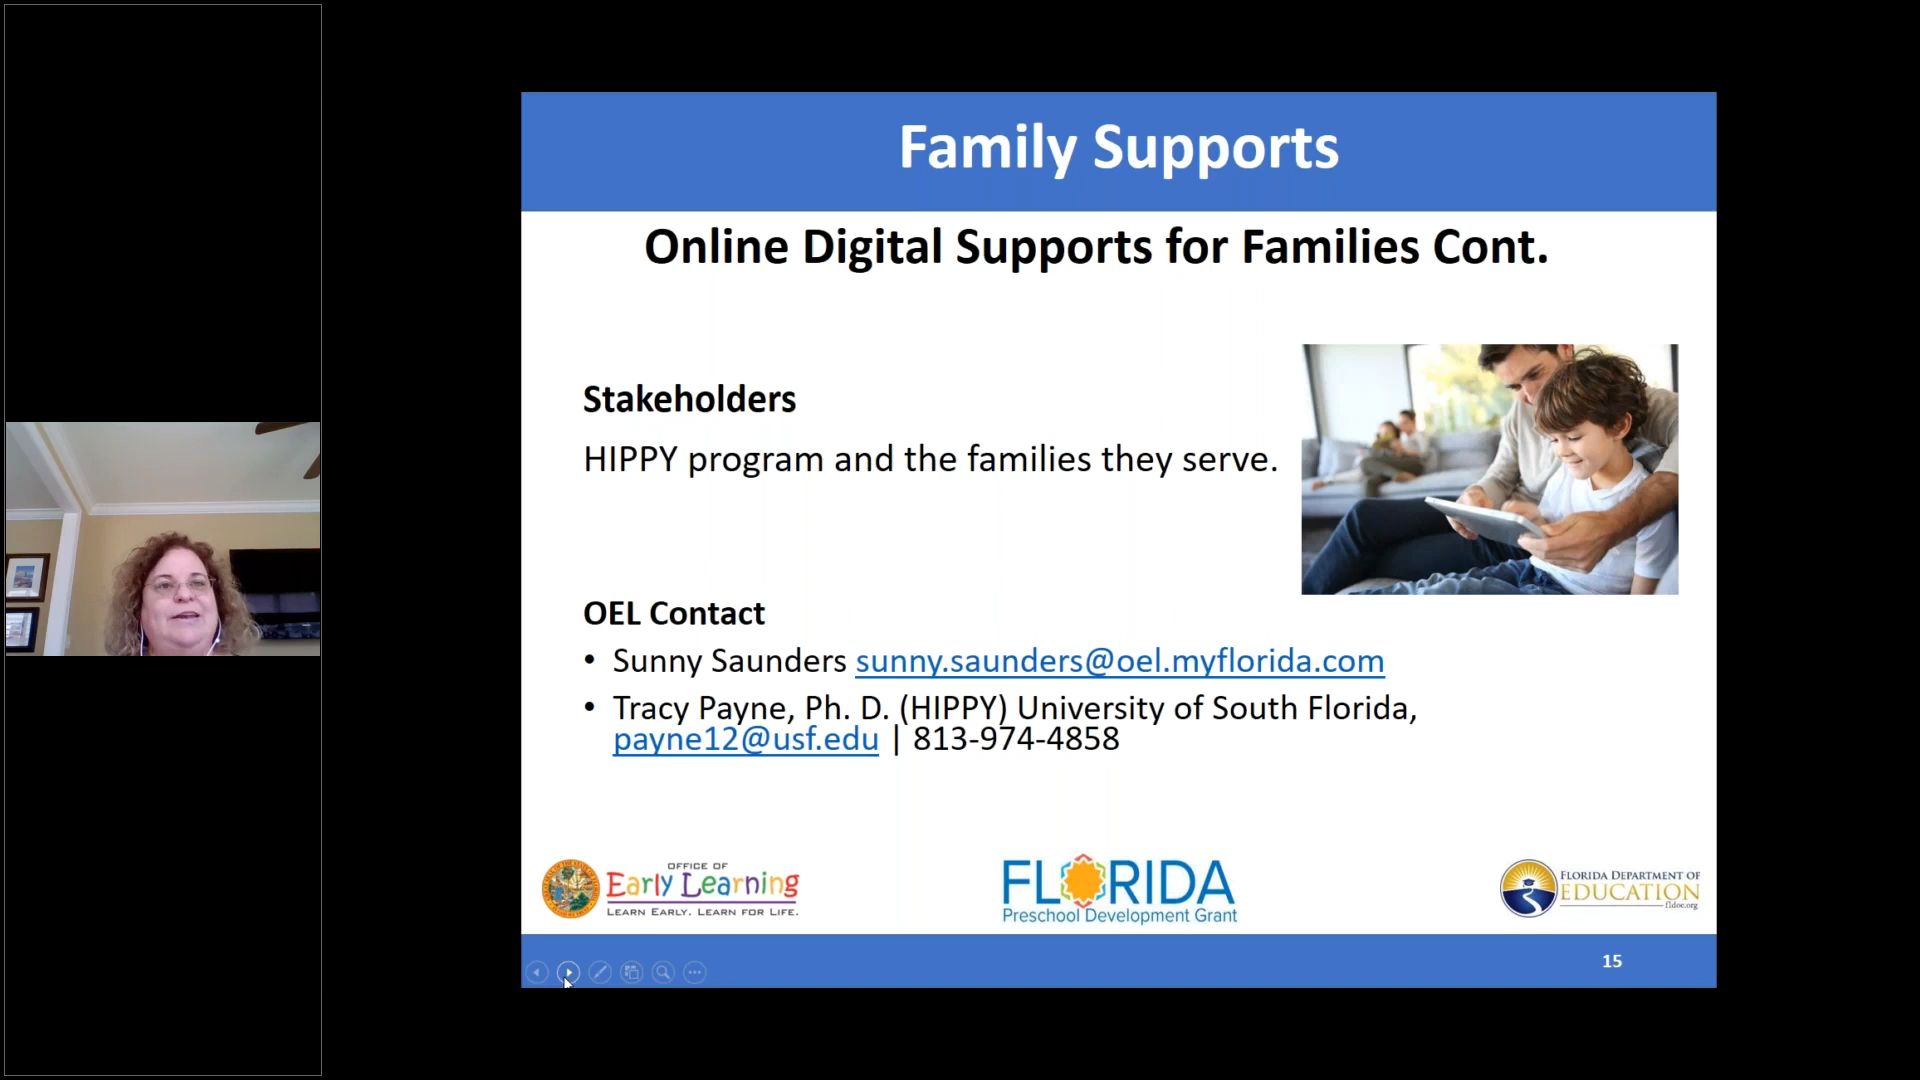 Family Supports
Online Digital Supports for Families Cont.
Stakeholders
HIPPY program and the families they serve.
OEL Contact
• Sunny Saunders sunny.saunders@oel.myflorida.com
• Tracy Payne, Ph. D. (HIPPY) University of South Florida,
payne12@usf.edu | 813-974-4858
OFFICE OF
Early Learning
LEARN EARLY. LEARN FOR LIFE.
FLORIDA
Preschool Development Grant
FLORIDA DEPARTMENT OF
EDUCATION
fldoe.org
15